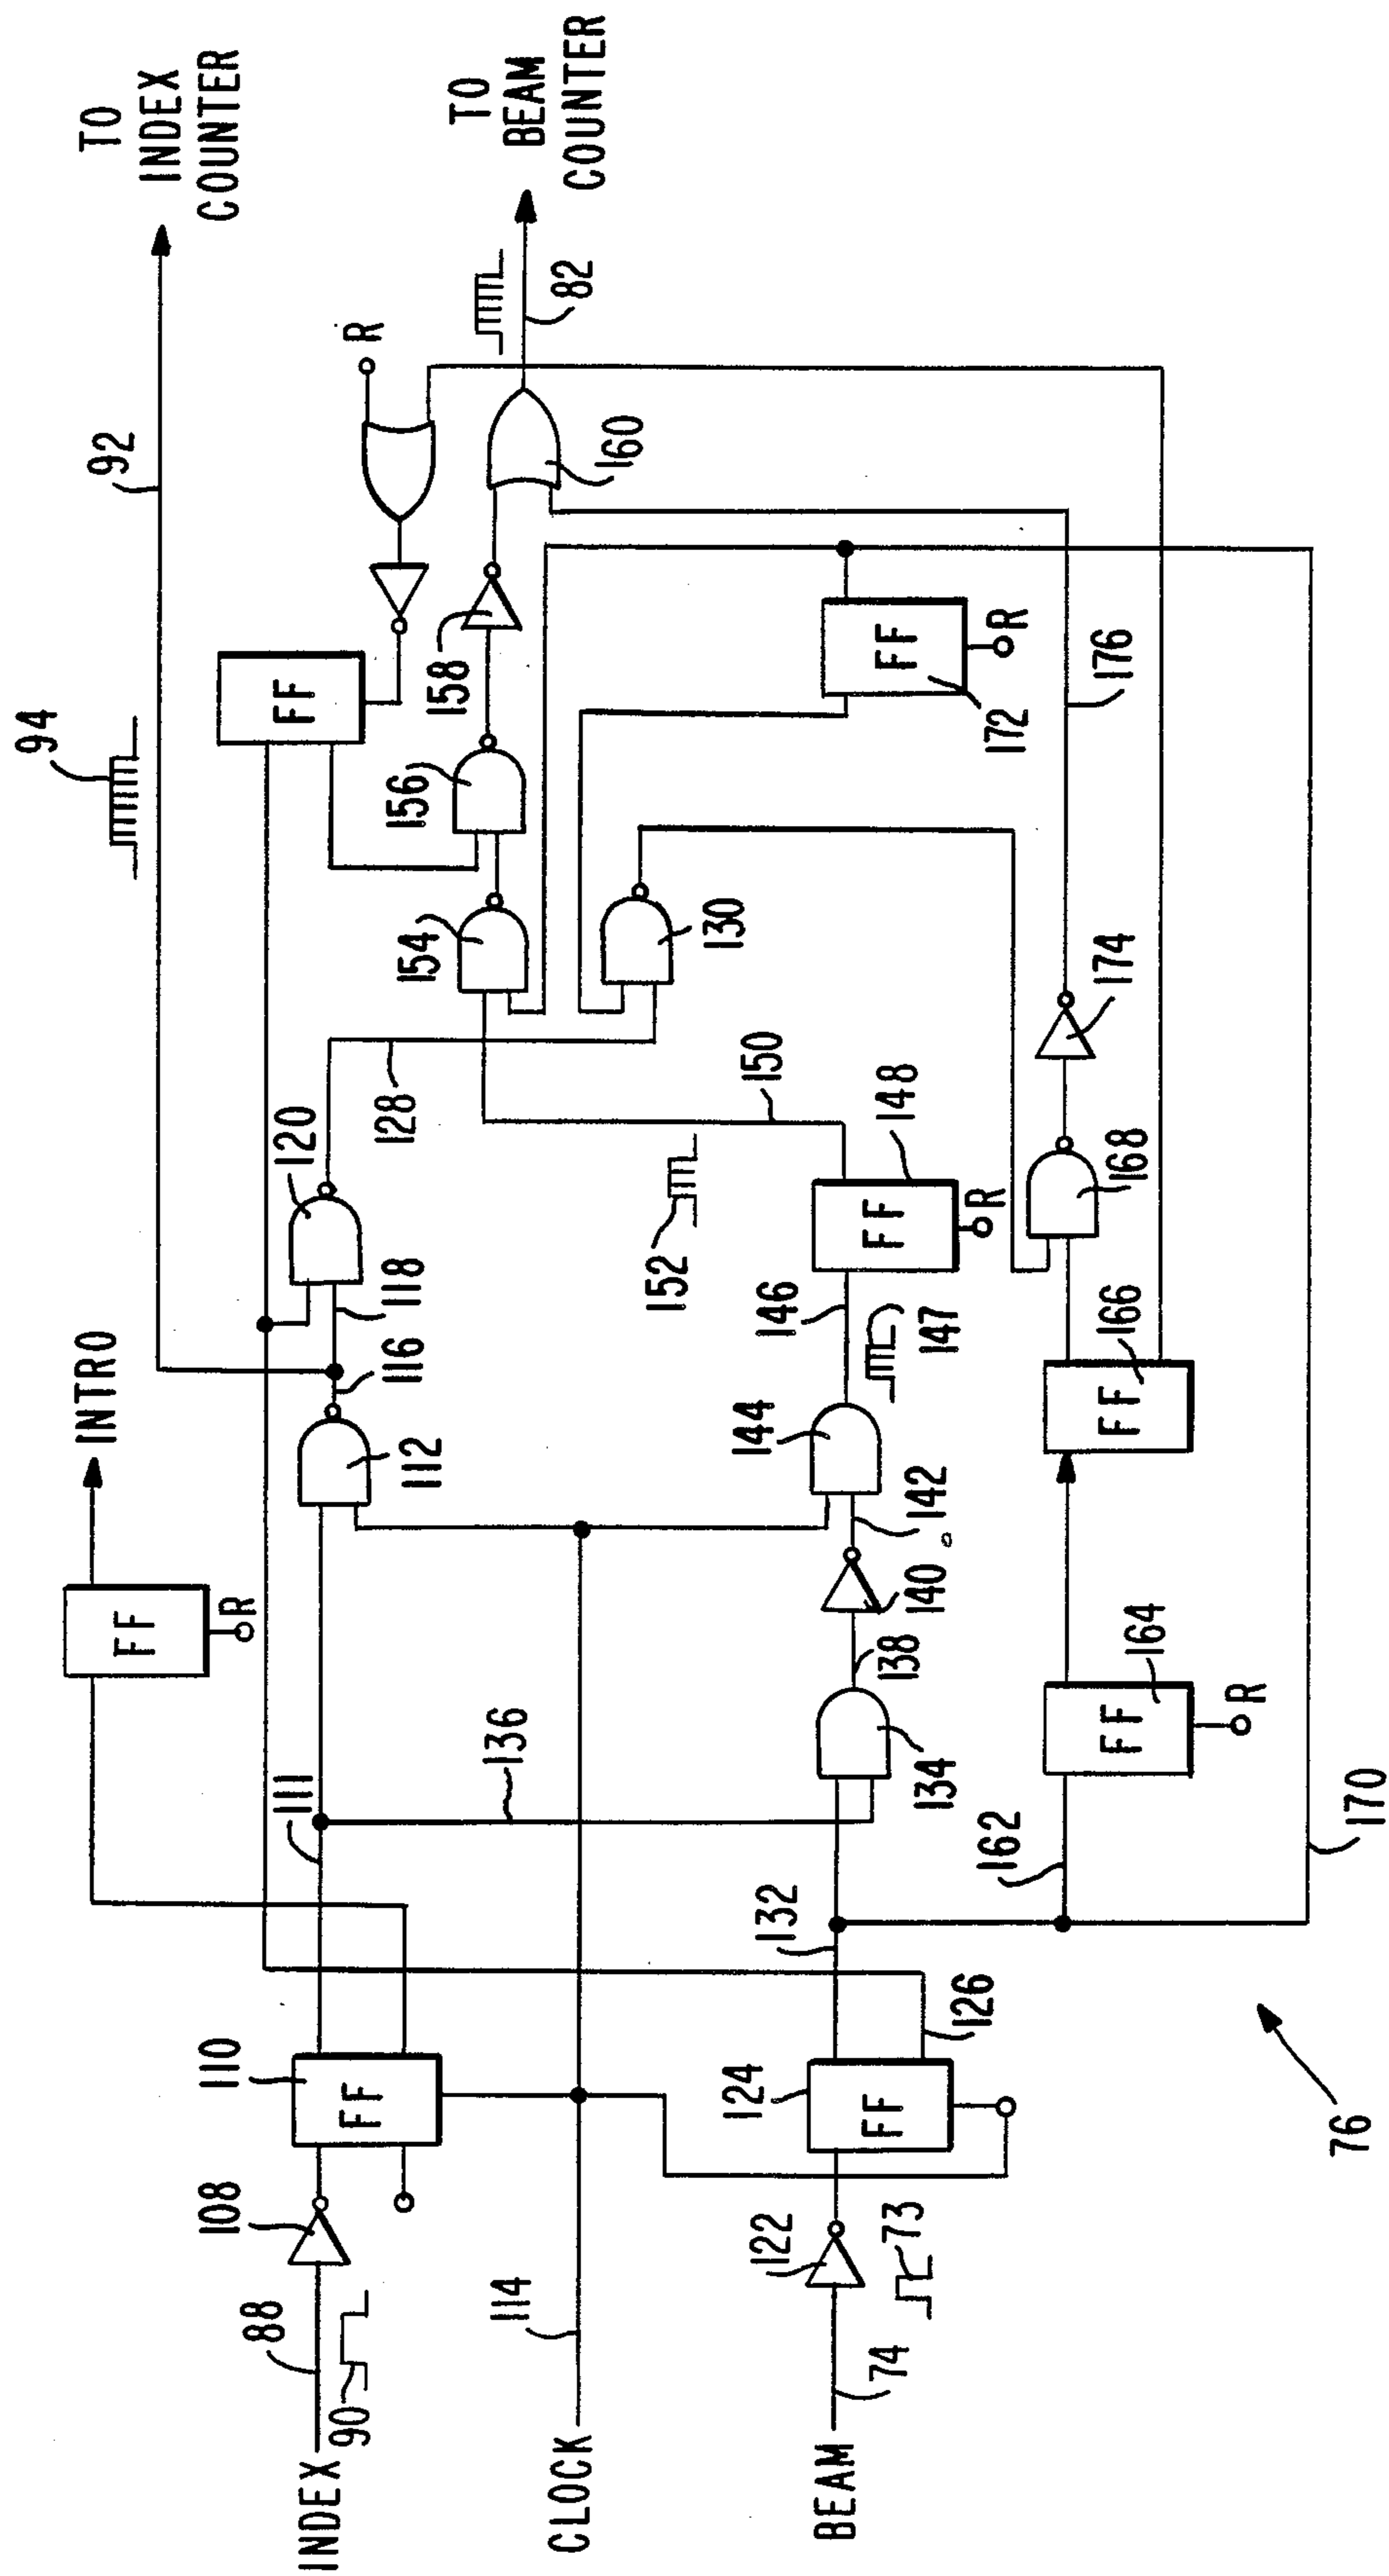 94
92
TO
INDEX
COUNTER
INTRO
FF
R
FF
R
TO
BEAM
COUNTER
82
INDEX
88
90
108
110
FF
111
112
116
118
120
128
154
156
158
160
136
130
CLOCK
114
152
150
BEAM
74
73
122
124
FF
126
132
134
138
140
142
144
146
147
148
FF
R
172
FF
R
162
164
FF
R
166
FF
168
174
176
170
76